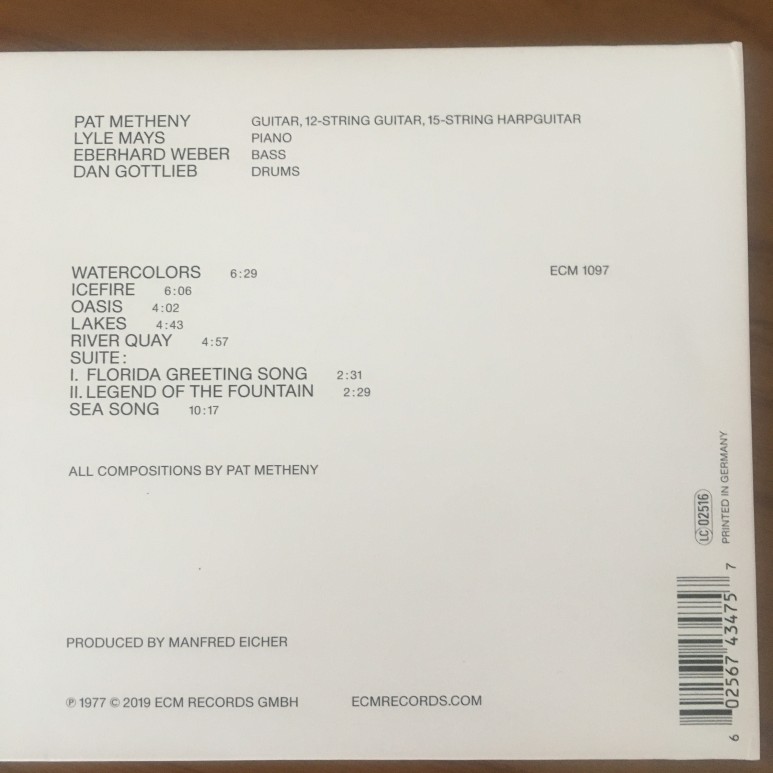 PAT METHENY GUITAR, 12-STRING GUITAR, 15-STRING HARPGUITAR
LYLE MAYS PIANO
EBERHARD WEBER BASS
DAN GOTTLIEB DRUMS
WATERCOLORS 6:29 ECM 1097
ICEFIRE 6:06
OASIS 4:02
LAKES 4:43
RIVER QUAY 4:57
SUITE:
I. FLORIDA GREETING SONG 2:31
II. LEGEND OF THE FOUNTAIN 2:29
SEA SONG 10:17
ALL COMPOSITIONS BY PAT METHENY
PRODUCED BY MANFRED EICHER
℗ 1977 © 2019 ECM RECORDS GMBH ECMRECORDS.COM
LC 02516
PRINTED IN GERMANY
6 02567 43475 7